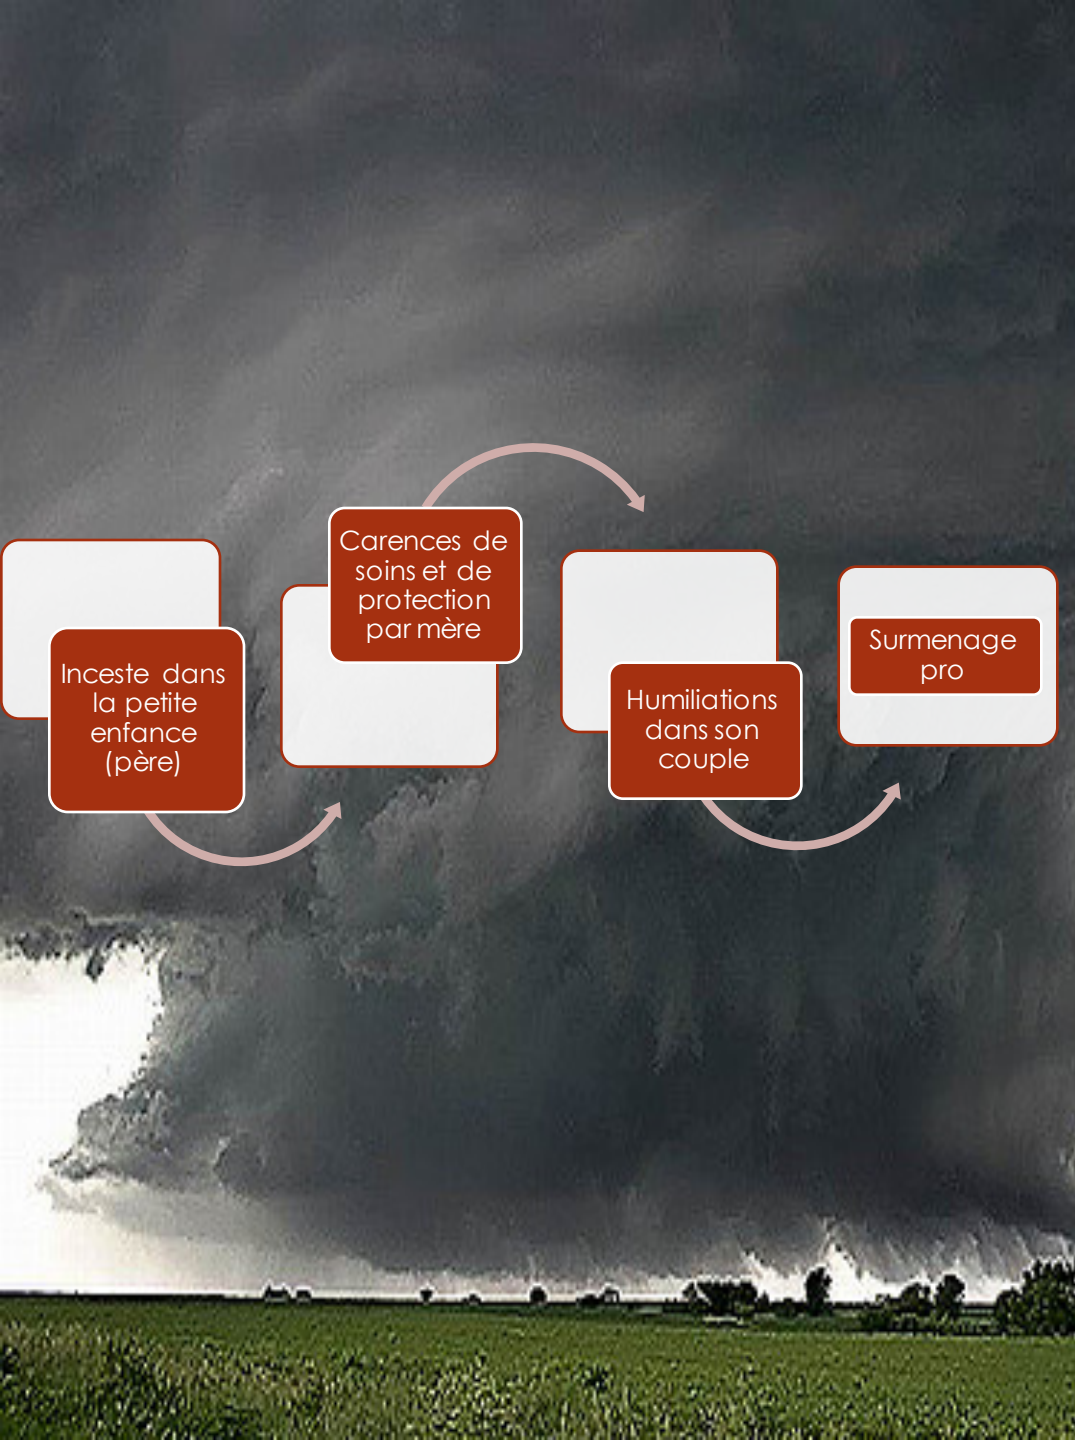 Inceste dans
la petite
enfance
(père)
Carences de
soins et de
protection
par mère
Humiliations
dans son
couple
Surmenage
pro